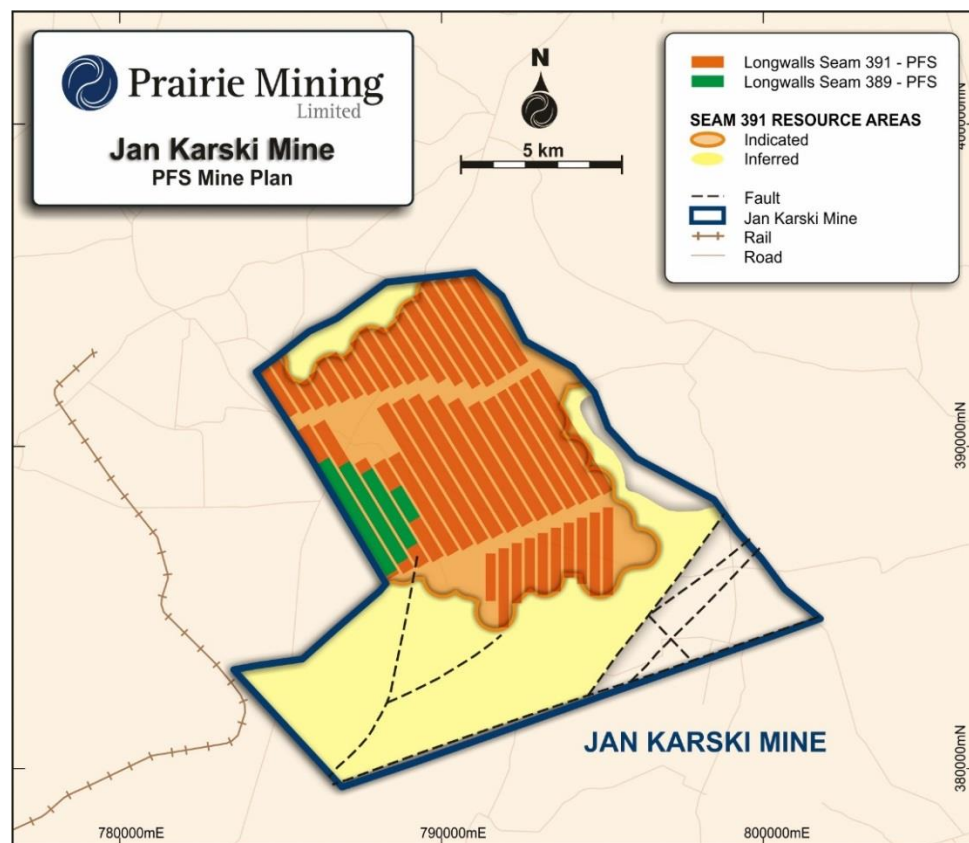 Prairie Mining
Limited
Jan Karski Mine
PFS Mine Plan
N
5 km
Longwalls Seam 391 - PFS
Longwalls Seam 389 - PFS
SEAM 391 RESOURCE AREAS
Indicated
Inferred
Fault
Jan Karski Mine
Rail
Road
400000mN
390000mN
JAN KARSKI MINE
380000mN
780000mE
790000mE
800000mE